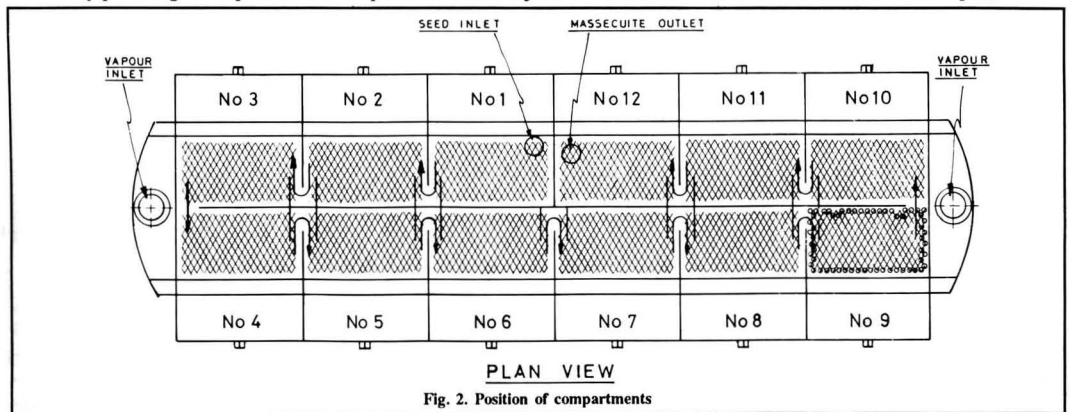 SEED INLET
MASSECUITE OUTLET
VAPOUR
INLET
VAPOUR
INLET
No 3 No 2 No 1 No 12 No 11 No 10
No 4 No 5 No 6 No 7 No 8 No 9
PLAN VIEW
Fig. 2. Position of compartments